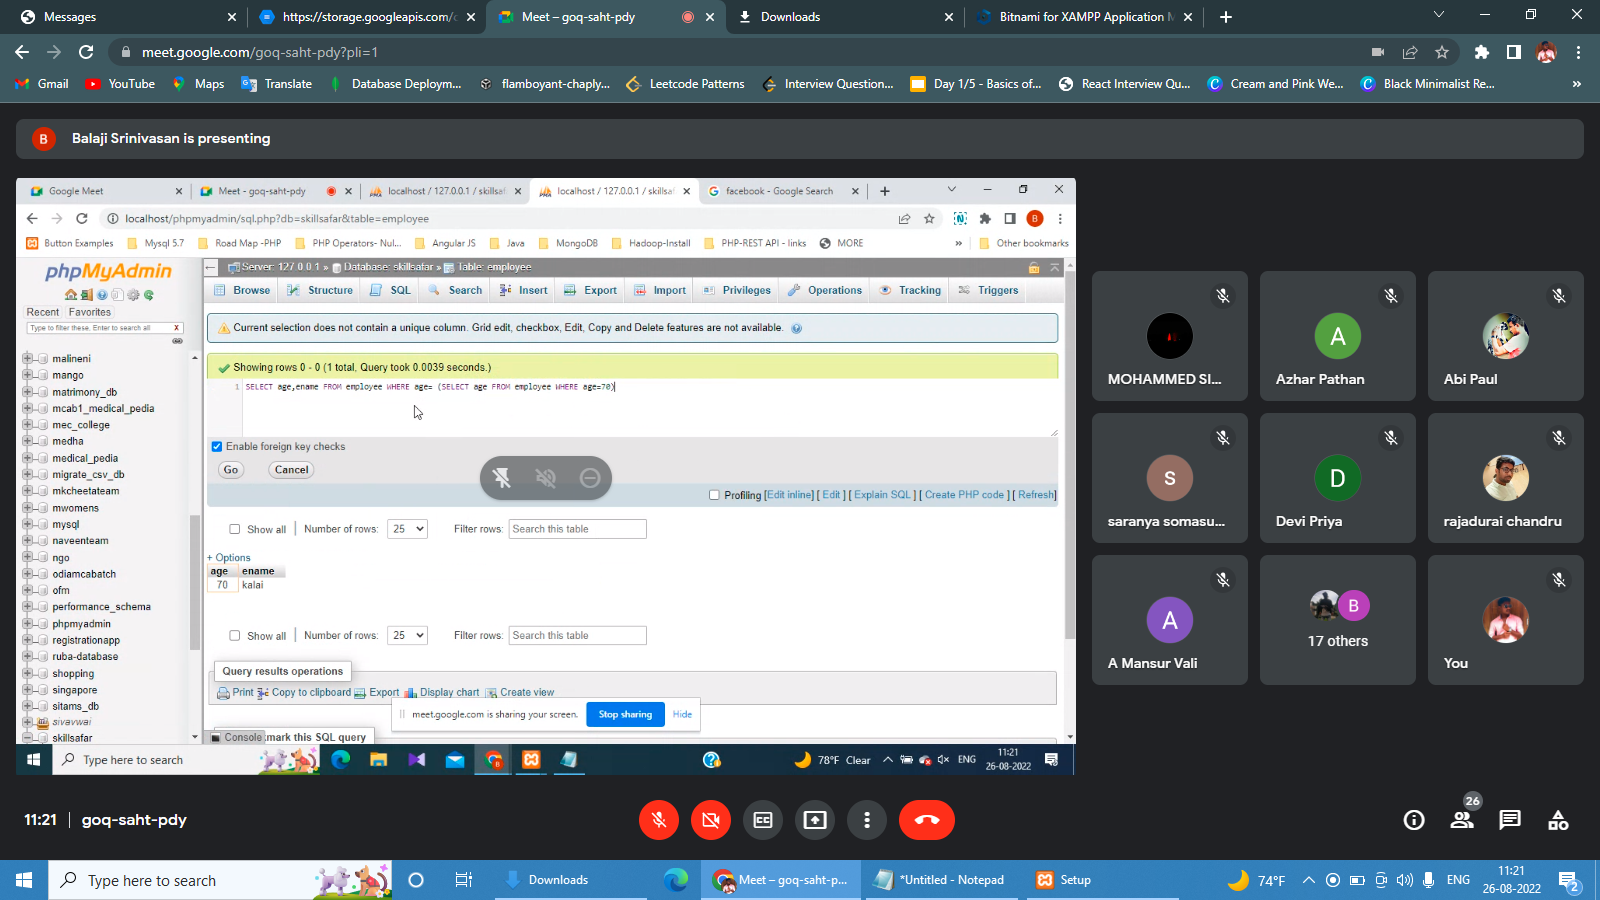 Messages
https://storage.googleapis.com/c
Meet – goq-saht-pdy
Downloads
Bitnami for XAMPP Application M
meet.google.com/goq-saht-pdy?pli=1
Gmail
YouTube
Maps
Translate
Database Deploym...
flamboyant-chaply...
Leetcode Patterns
Interview Question...
Day 1/5 - Basics of...
React Interview Qu...
Cream and Pink We...
Black Minimalist Re...
B
Balaji Srinivasan is presenting
Google Meet
Meet - goq-saht-pdy
localhost / 127.0.0.1 / skillsaf
localhost / 127.0.0.1 / skillsa
facebook - Google Search
localhost/phpmyadmin/sql.php?db=skillsafar&table=employee
B
Button Examples
Mysql 5.7
Road Map -PHP
PHP Operators- Nul...
Angular JS
Java
MongoDB
Hadoop-Install
PHP-REST API - links
MORE
Other bookmarks
phpMyAdmin
Recent Favorites
Type to filter these, Enter to search all X
malineni
mango
matrimony_db
mcab1_medical_pedia
mec_college
medha
medical_pedia
migrate_csv_db
mkcheetateam
mwomens
mysql
naveenteam
ngo
odiamcabatch
ofm
performance_schema
phpmyadmin
registrationapp
ruba-database
shopping
singapore
sitams_db
sivavwai
skillsafar
Server: 127.0.0.1 » Database: skillsafar » Table: employee
Browse
Structure
SQL
Search
Insert
Export
Import
Privileges
Operations
Tracking
Triggers
Current selection does not contain a unique column. Grid edit, checkbox, Edit, Copy and Delete features are not available.
Showing rows 0 - 0 (1 total, Query took 0.0039 seconds.)
1 SELECT age,ename FROM employee WHERE age= (SELECT age FROM employee WHERE age=70)
Enable foreign key checks
Go
Cancel
Profiling [Edit inline] [ Edit ] [ Explain SQL ] [ Create PHP code ] [ Refresh]
Show all
Number of rows: 25
Filter rows: Search this table
+ Options
age ename
70 kalai
Show all
Number of rows: 25
Filter rows: Search this table
Query results operations
Print
Copy to clipboard
Export
Display chart
Create view
meet.google.com is sharing your screen.
Stop sharing
Hide
Console
mark this SQL query
Type here to search
78°F Clear
ENG
11:21
26-08-2022
MOHAMMED SI...
A
Azhar Pathan
Abi Paul
s
saranya somasu...
D
Devi Priya
rajadurai chandru
A
A Mansur Vali
B
17 others
You
11:21 | goq-saht-pdy
26
Type here to search
Downloads
Meet – goq-saht-p...
*Untitled - Notepad
Setup
74°F
ENG
11:21
26-08-2022
2